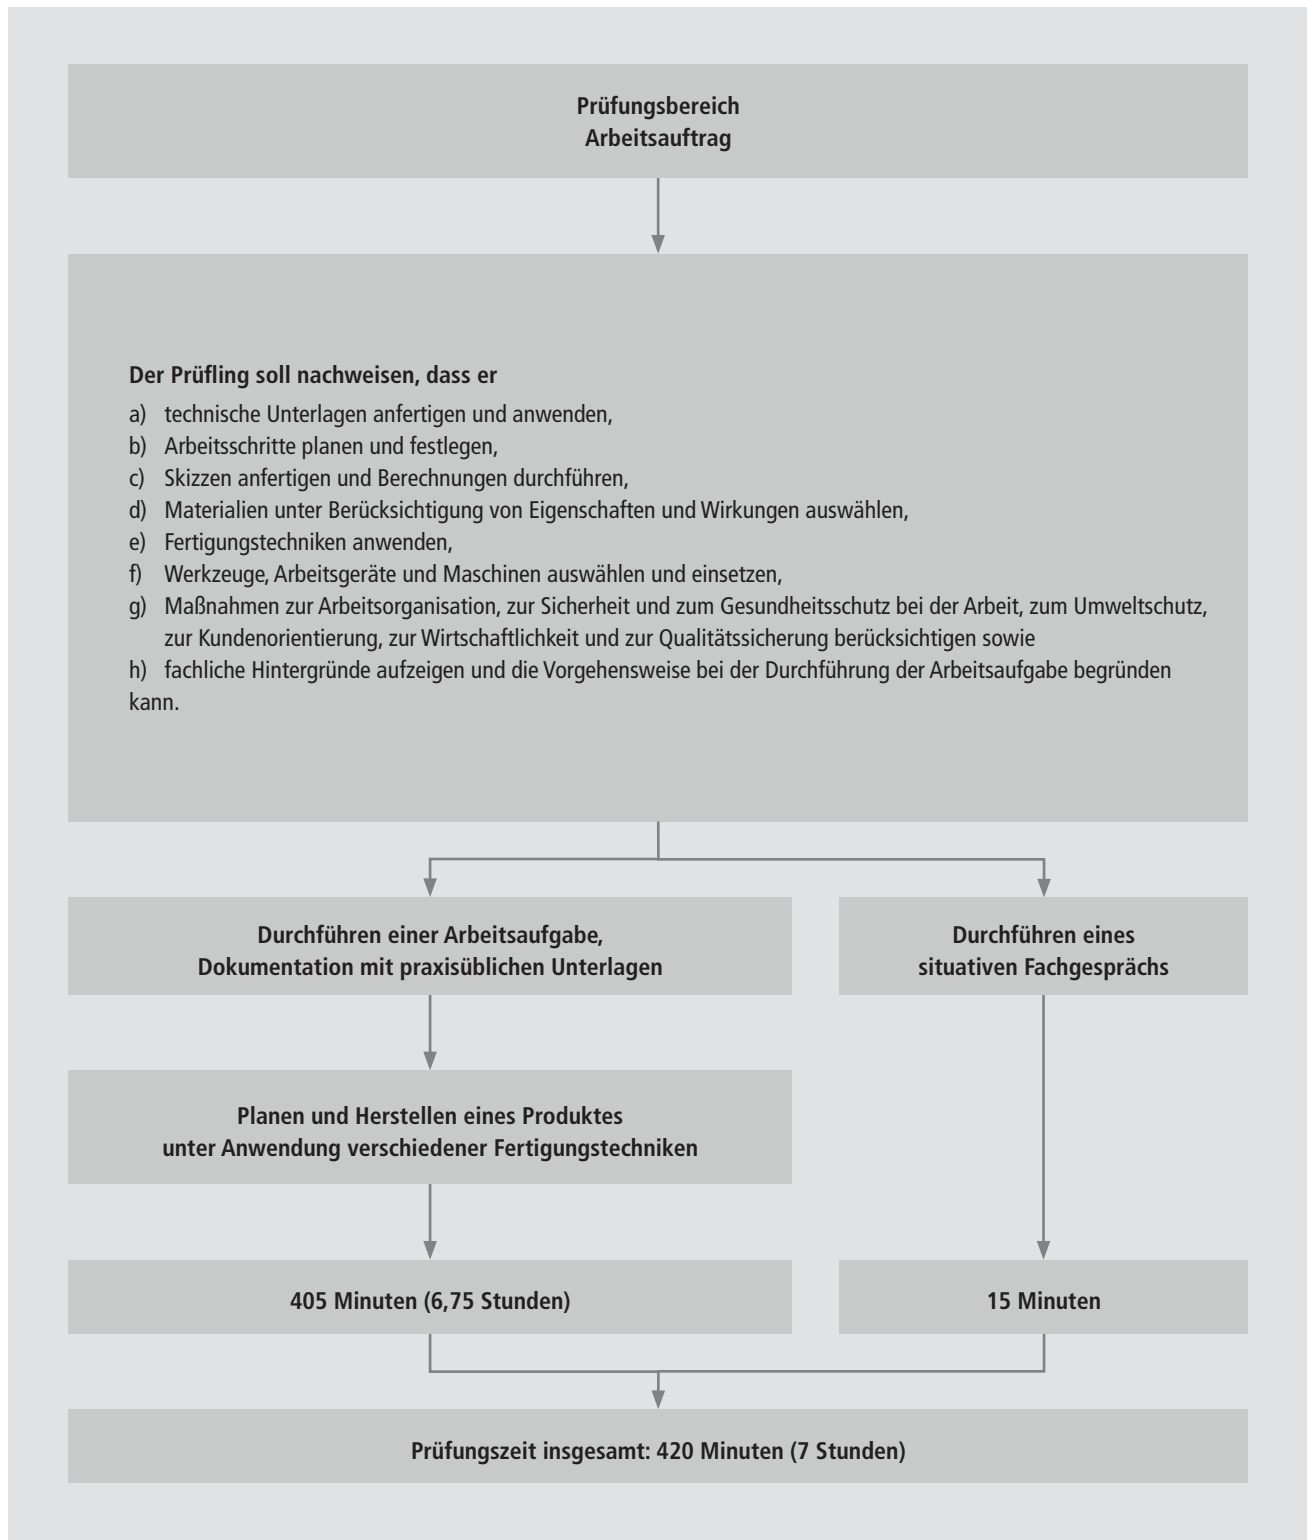 Prüfungsbereich
Arbeitsauftrag
Der Prüfling soll nachweisen, dass er
a) technische Unterlagen anfertigen und anwenden,
b) Arbeitsschritte planen und festlegen,
c) Skizzen anfertigen und Berechnungen durchführen,
d) Materialien unter Berücksichtigung von Eigenschaften und Wirkungen auswählen,
e) Fertigungstechniken anwenden,
f) Werkzeuge, Arbeitsgeräte und Maschinen auswählen und einsetzen,
g) Maßnahmen zur Arbeitsorganisation, zur Sicherheit und zum Gesundheitsschutz bei der Arbeit, zum Umweltschutz,
zur Kundenorientierung, zur Wirtschaftlichkeit und zur Qualitätssicherung berücksichtigen sowie
h) fachliche Hintergründe aufzeigen und die Vorgehensweise bei der Durchführung der Arbeitsaufgabe begründen
kann.
Durchführen einer Arbeitsaufgabe,
Dokumentation mit praxisüblichen Unterlagen
Durchführen eines
situativen Fachgesprächs
Planen und Herstellen eines Produktes
unter Anwendung verschiedener Fertigungstechniken
405 Minuten (6,75 Stunden)
15 Minuten
Prüfungszeit insgesamt: 420 Minuten (7 Stunden)